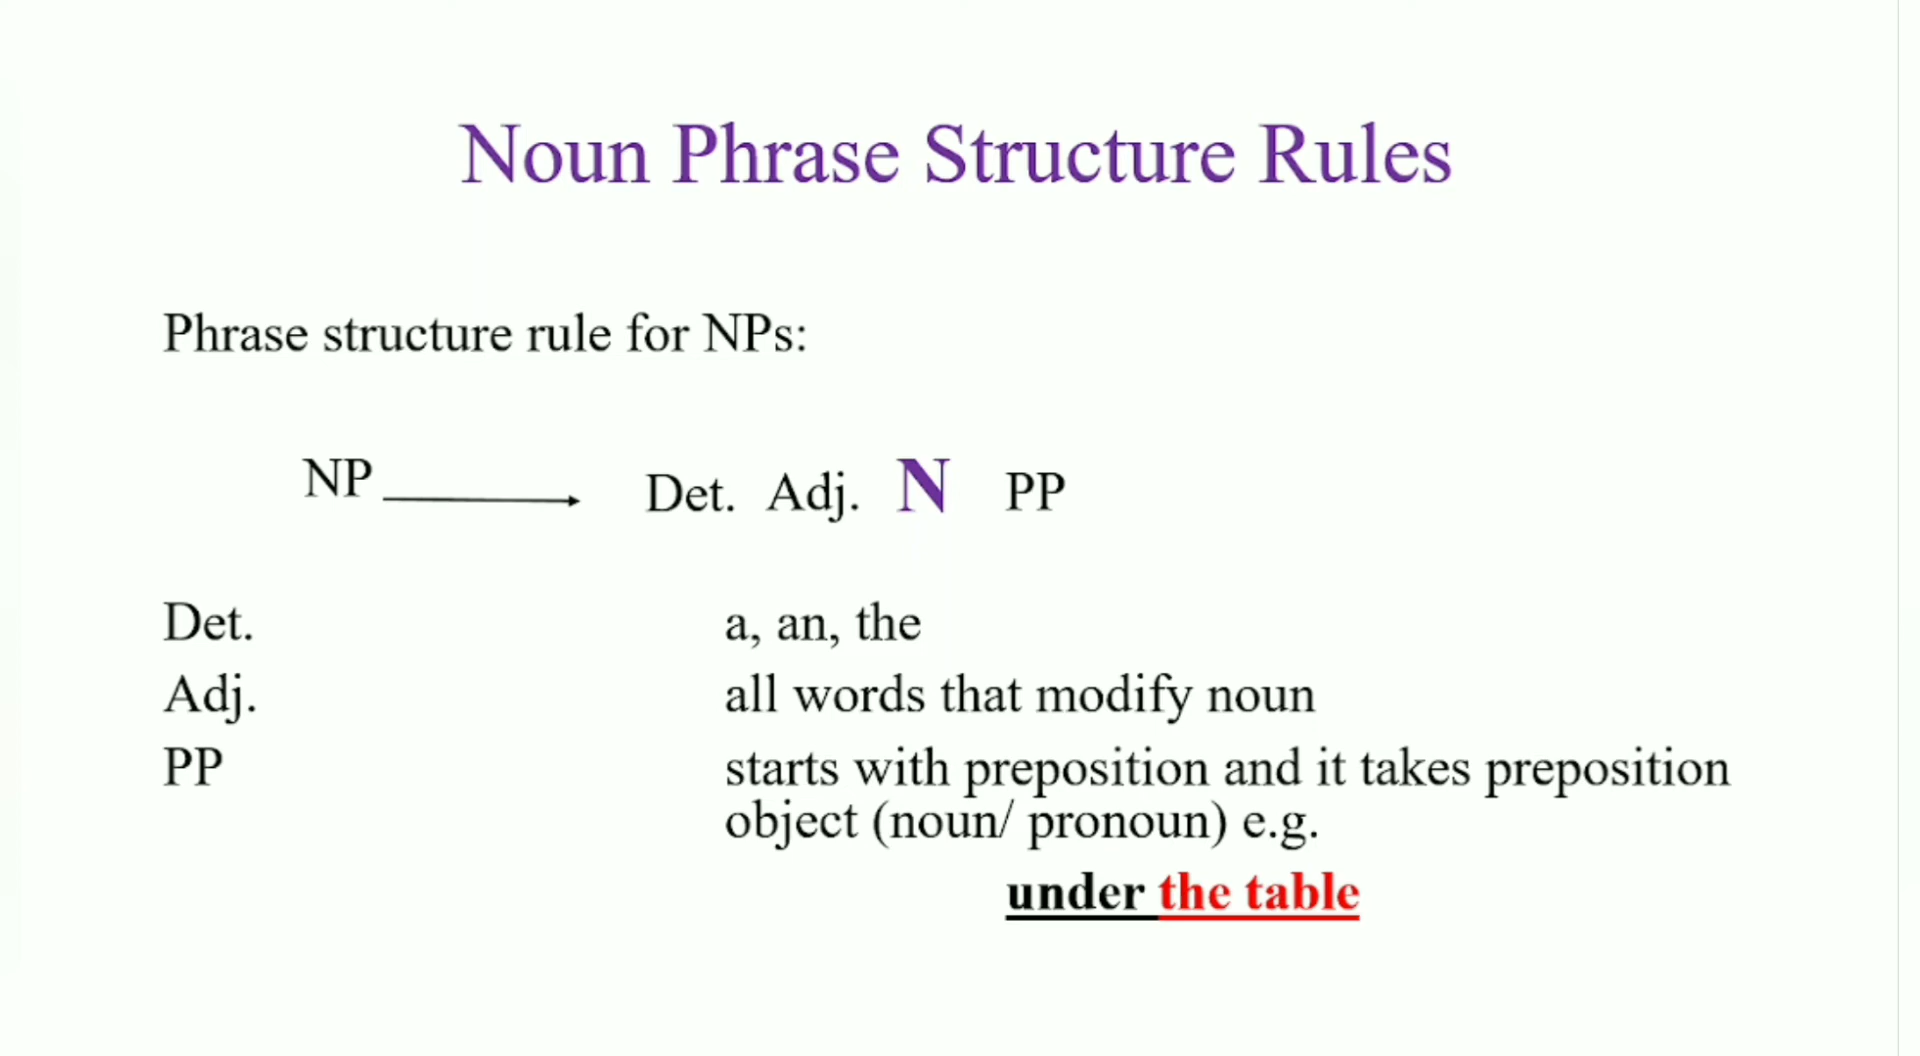 Noun Phrase Structure Rules
Phrase structure rule for NPs:
NP Det. Adj. N PP
Det. a, an, the
Adj. all words that modify noun
PP starts with preposition and it takes preposition
object (noun/ pronoun) e.g.
under the table